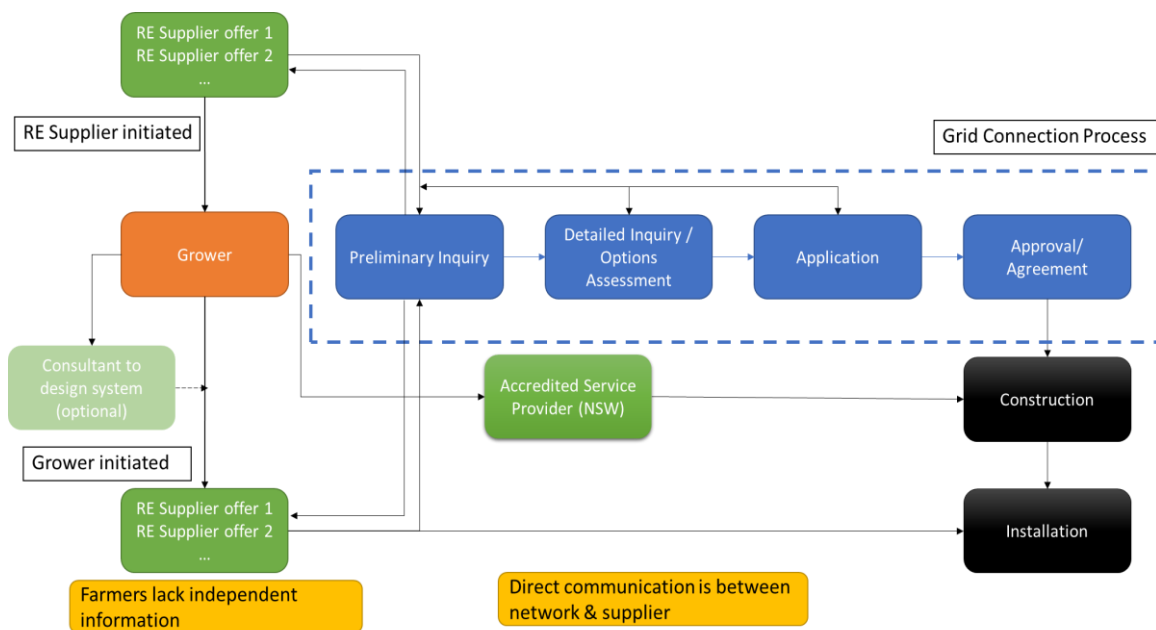 RE Supplier offer 1
RE Supplier offer 2
...
RE Supplier initiated
Grid Connection Process
Grower
Preliminary Inquiry
Detailed Inquiry /
Options
Assessment
Application
Approval/
Agreement
Consultant to
design system
(optional)
Accredited Service
Provider (NSW)
Construction
Grower initiated
RE Supplier offer 1
RE Supplier offer 2
...
Installation
Farmers lack independent
information
Direct communication is between
network & supplier